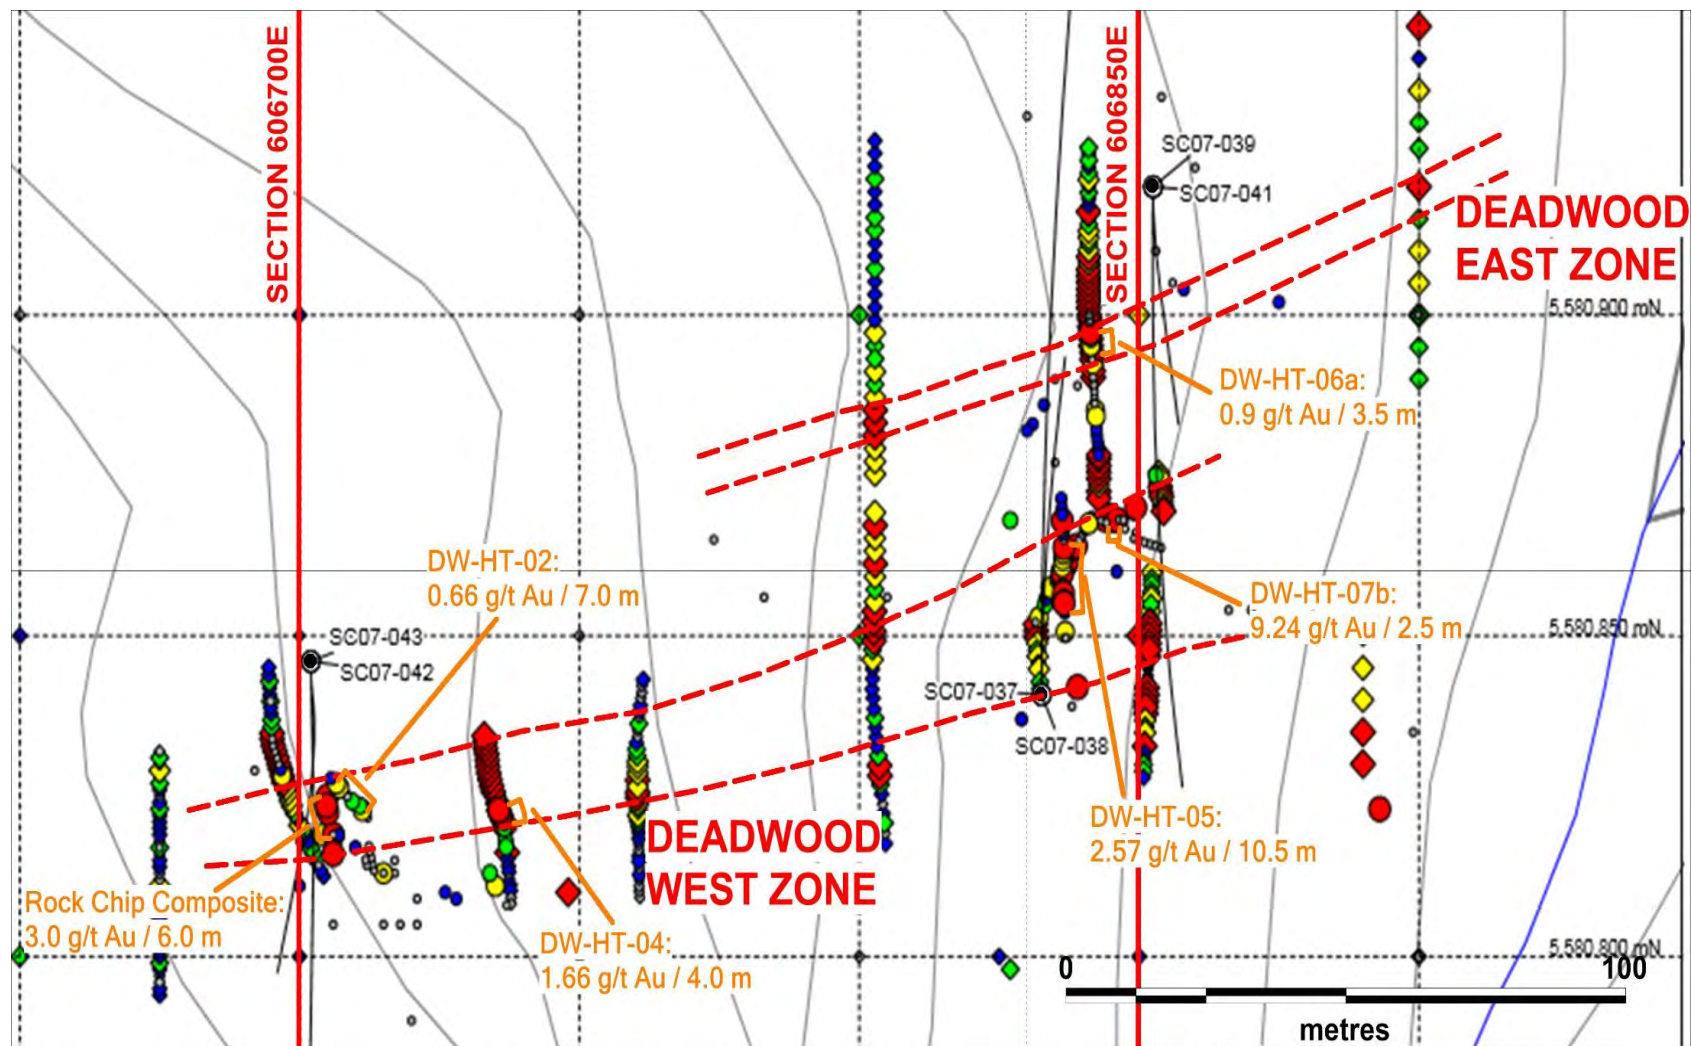 SECTION 606700E
SECTION 606850E
SC07-039
SC07-041
DEADWOOD
EAST ZONE
5,580,900 mN
DW-HT-06a:
0.9 g/t Au / 3.5 m
DW-HT-02:
0.66 g/t Au / 7.0 m
DW-HT-07b:
9.24 g/t Au / 2.5 m
5,580,850 mN
SC07-043
SC07-042
SC07-037
SC07-038
DW-HT-05:
2.57 g/t Au / 10.5 m
DEADWOOD
WEST ZONE
Rock Chip Composite:
3.0 g/t Au / 6.0 m
DW-HT-04:
1.66 g/t Au / 4.0 m
5,580,800 mN
0
100
metres